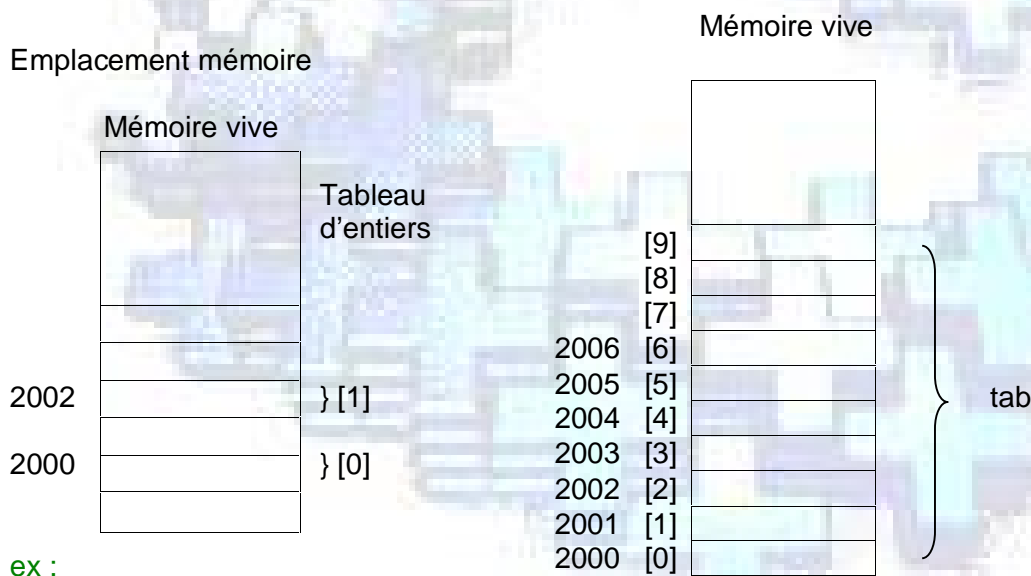 Emplacement mémoire
Mémoire vive
Tableau
d'entiers
2002 } [1]
2000 } [0]
ex :
Mémoire vive
[9]
[8]
[7]
2006 [6]
2005 [5]
2004 [4]
2003 [3]
2002 [2]
2001 [1]
2000 [0]
tab